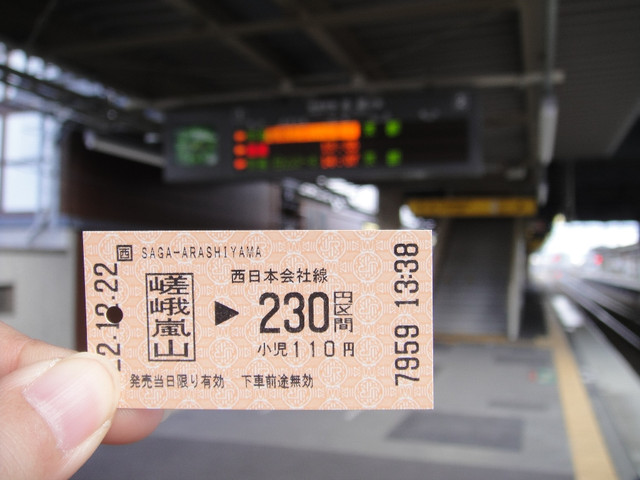 西 SAGA-ARASHIYAMA
嵯峨嵐山 ▶
西日本会社線
230円区間
小児110円
発売当日限り有効 下車前途無効
2.12.22
7959 13:38